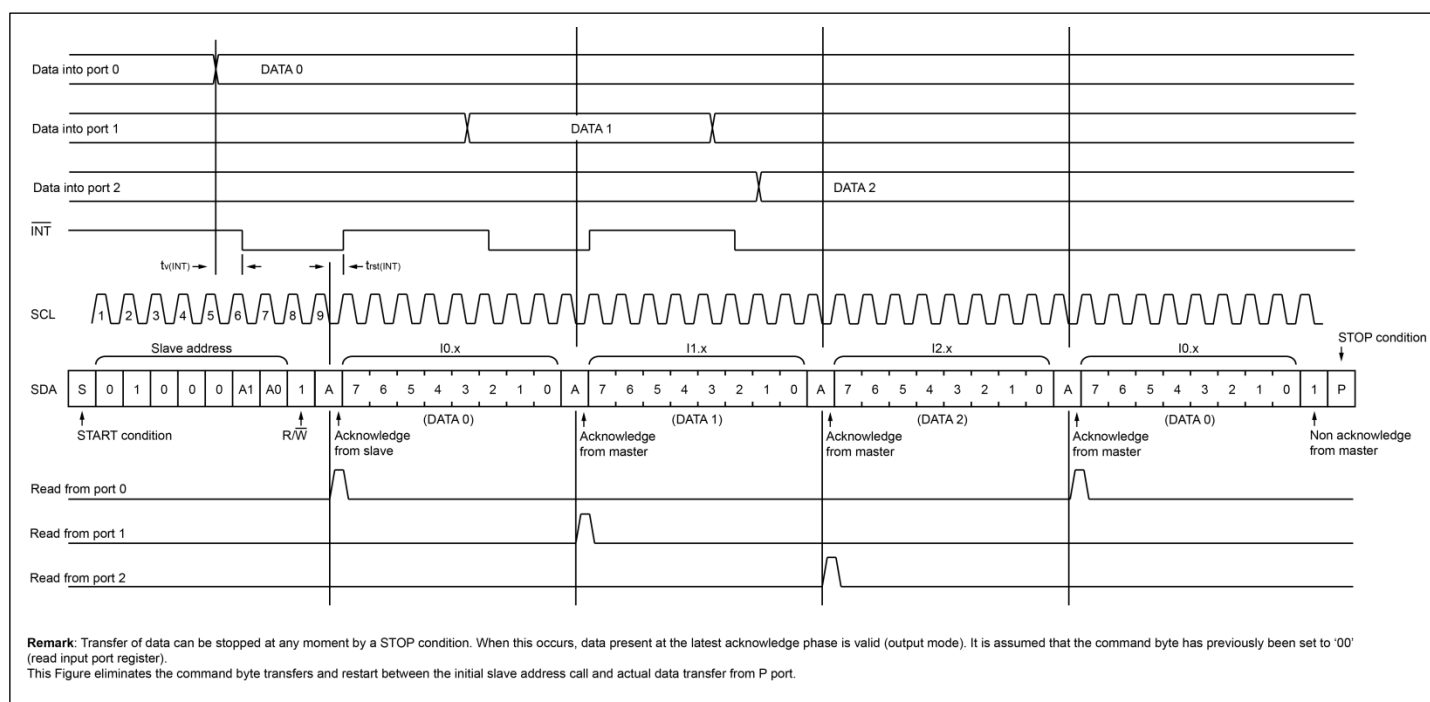 Data into port 0
DATA 0
Data into port 1
DATA 1
Data into port 2
DATA 2
INT
tv(INT)
trst(INT)
SCL
1 2 3 4 5 6 7 8 9
STOP condition
Slave address I0.x I1.x I2.x I0.x
SDA S 0 1 0 0 0 A1 A0 1 A 7 6 5 4 3 2 1 0 A 7 6 5 4 3 2 1 0 A 7 6 5 4 3 2 1 0 A 7 6 5 4 3 2 1 0 1 P
(DATA 0) (DATA 1) (DATA 2) (DATA 0)
START condition
R/W
Acknowledge
from slave
Acknowledge
from master
Acknowledge
from master
Acknowledge
from master
Non acknowledge
from master
Read from port 0
Read from port 1
Read from port 2
Remark: Transfer of data can be stopped at any moment by a STOP condition. When this occurs, data present at the latest acknowledge phase is valid (output mode). It is assumed that the command byte has previously been set to ‘00’
(read input port register).
This Figure eliminates the command byte transfers and restart between the initial slave address call and actual data transfer from P port.